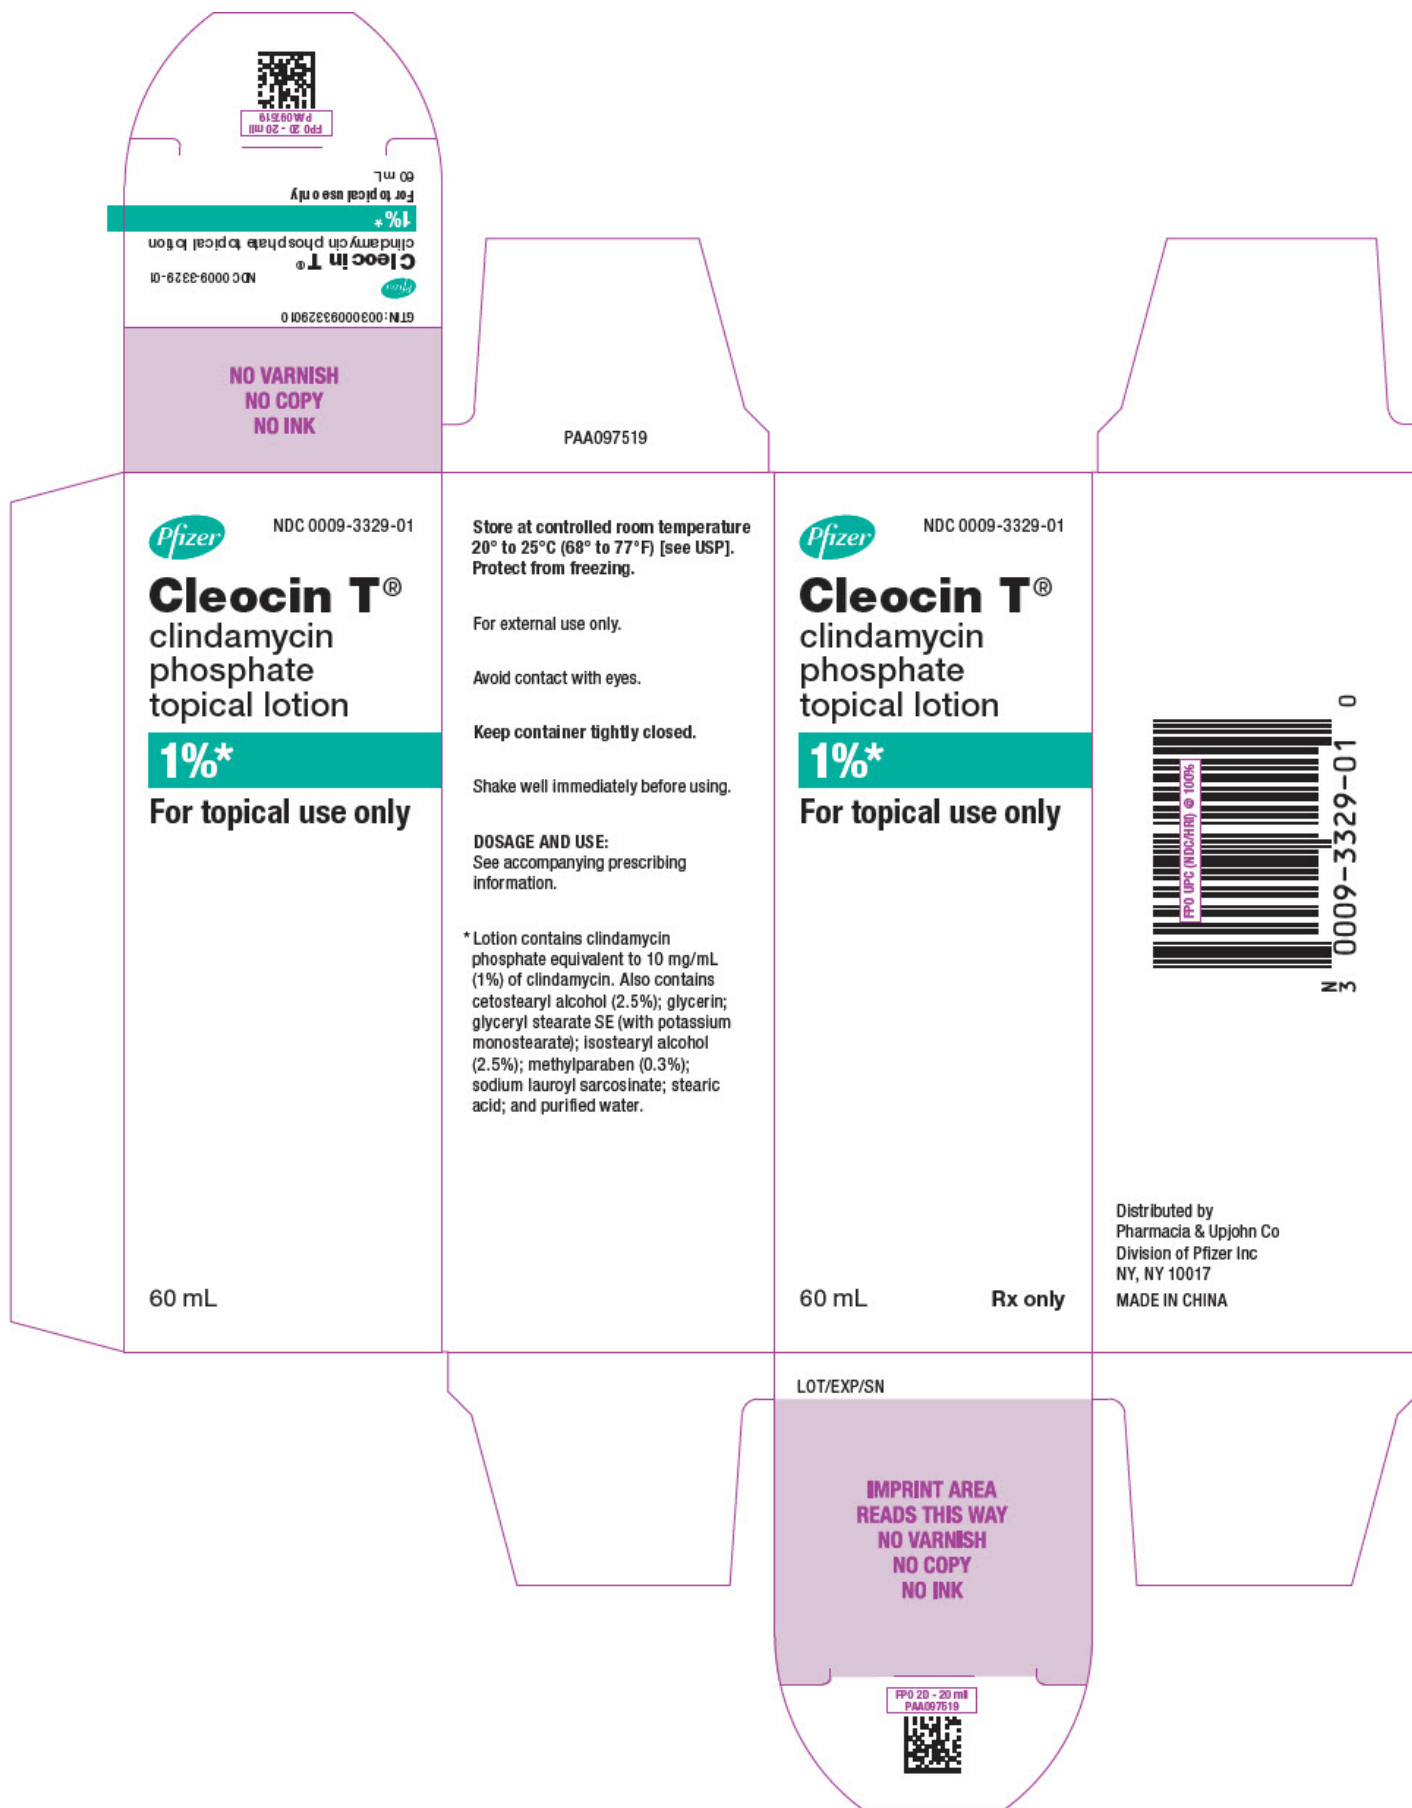 FPO 2D - 20 mil
PAA097519
60 mL
For topical use only
1%*
clindamycin phosphate topical lotion
Cleocin T®
NDC 0009-3329-01
Pfizer
GTIN: 00300093329010
NO VARNISH
NO COPY
NO INK
PAA097519
Pfizer
NDC 0009-3329-01
Cleocin T®
clindamycin
phosphate
topical lotion
1%*
For topical use only
60 mL
Store at controlled room temperature
20° to 25°C (68° to 77°F) [see USP].
Protect from freezing.
For external use only.
Avoid contact with eyes.
Keep container tightly closed.
Shake well immediately before using.
DOSAGE AND USE:
See accompanying prescribing
information.
* Lotion contains clindamycin
phosphate equivalent to 10 mg/mL
(1%) of clindamycin. Also contains
cetostearyl alcohol (2.5%); glycerin;
glyceryl stearate SE (with potassium
monostearate); isostearyl alcohol
(2.5%); methylparaben (0.3%);
sodium lauroyl sarcosinate; stearic
acid; and purified water.
Pfizer
NDC 0009-3329-01
Cleocin T®
clindamycin
phosphate
topical lotion
1%*
For topical use only
60 mL
Rx only
FPO UPC (NDC/HRI) @ 100%
N
3 0009-3329-01 0
Distributed by
Pharmacia & Upjohn Co
Division of Pfizer Inc
NY, NY 10017
MADE IN CHINA
LOT/EXP/SN
IMPRINT AREA
READS THIS WAY
NO VARNISH
NO COPY
NO INK
FPO 2D - 20 mil
PAA097519